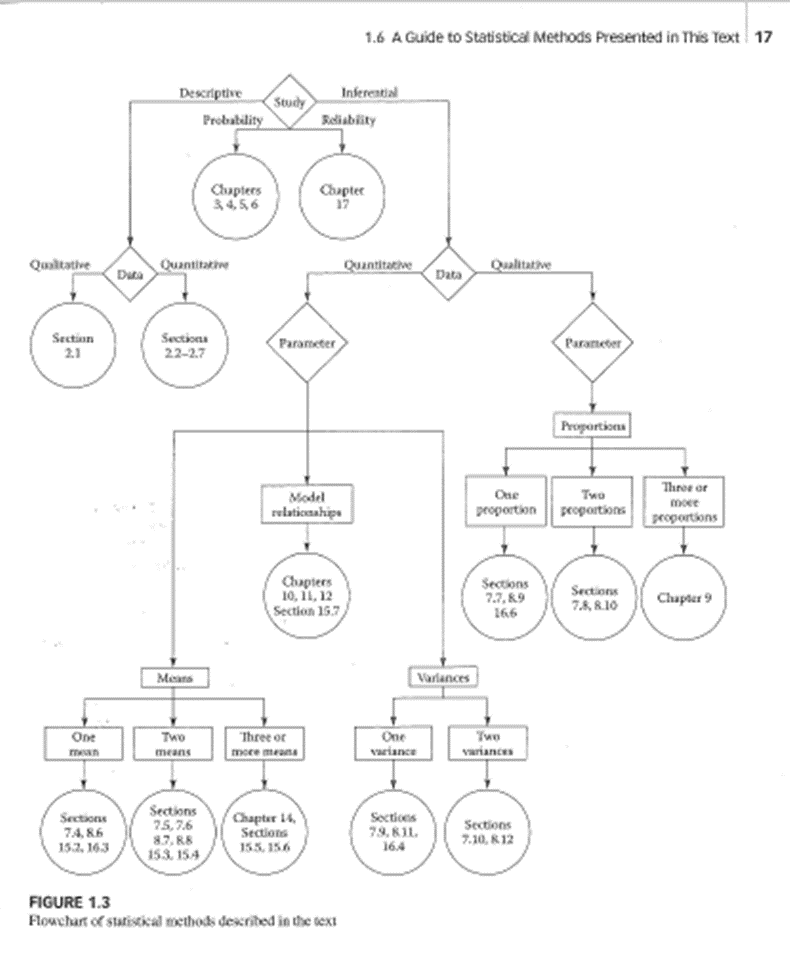 1.6 A Guide to Statistical Methods Presented in This Text 17
Descriptive
Study
Inferential
Probability
Reliability
Chapters
3, 4, 5, 6
Chapter
17
Qualitative
Data
Quantitative
Quantitative
Data
Qualitative
Section
2.1
Sections
2.2–2.7
Parameter
Parameter
Proportions
Model
relationships
One
proportion
Two
proportions
Three or
more
proportions
Chapters
10, 11, 12
Section 15.7
Sections
7.7, 8.9
16.6
Sections
7.8, 8.10
Chapter 9
Means
Variances
One
mean
Two
means
Three or
more means
One
variance
Two
variances
Sections
7.4, 8.6
15.2, 16.3
Sections
7.5, 7.6
8.7, 8.8
15.3, 15.4
Chapter 14,
Sections
15.5, 15.6
Sections
7.9, 8.11,
16.4
Sections
7.10, 8.12
FIGURE 1.3
Flowchart of statistical methods described in the text